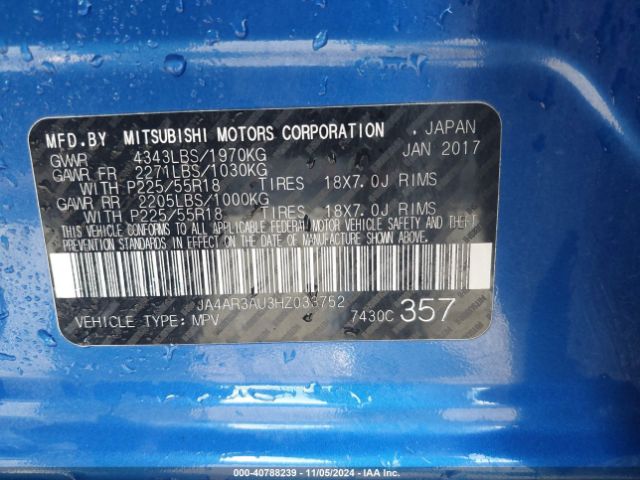 MFD.BY MITSUBISHI MOTORS CORPORATION . JAPAN
GVWR 4343LBS/1970KG JAN 2017
GAWR FR 2271LBS/1030KG
WITH P225/55R18 TIRES 18X7.0J RIMS
GAWR RR 2205LBS/1000KG
WITH P225/55R18 TIRES 18X7.0J RIMS
THIS VEHICLE CONFORMS TO ALL APPLICABLE FEDERAL MOTOR VEHICLE SAFETY BUMPER AND THEFT
PREVENTION STANDARDS IN EFFECT ON THE DATE OF MANUFACTURE SHOWN ABOVE.
JA4AR3AU3HZ033752
VEHICLE TYPE: MPV 7430C 357
000-40788239 - 11/05/2024 - IAA Inc.